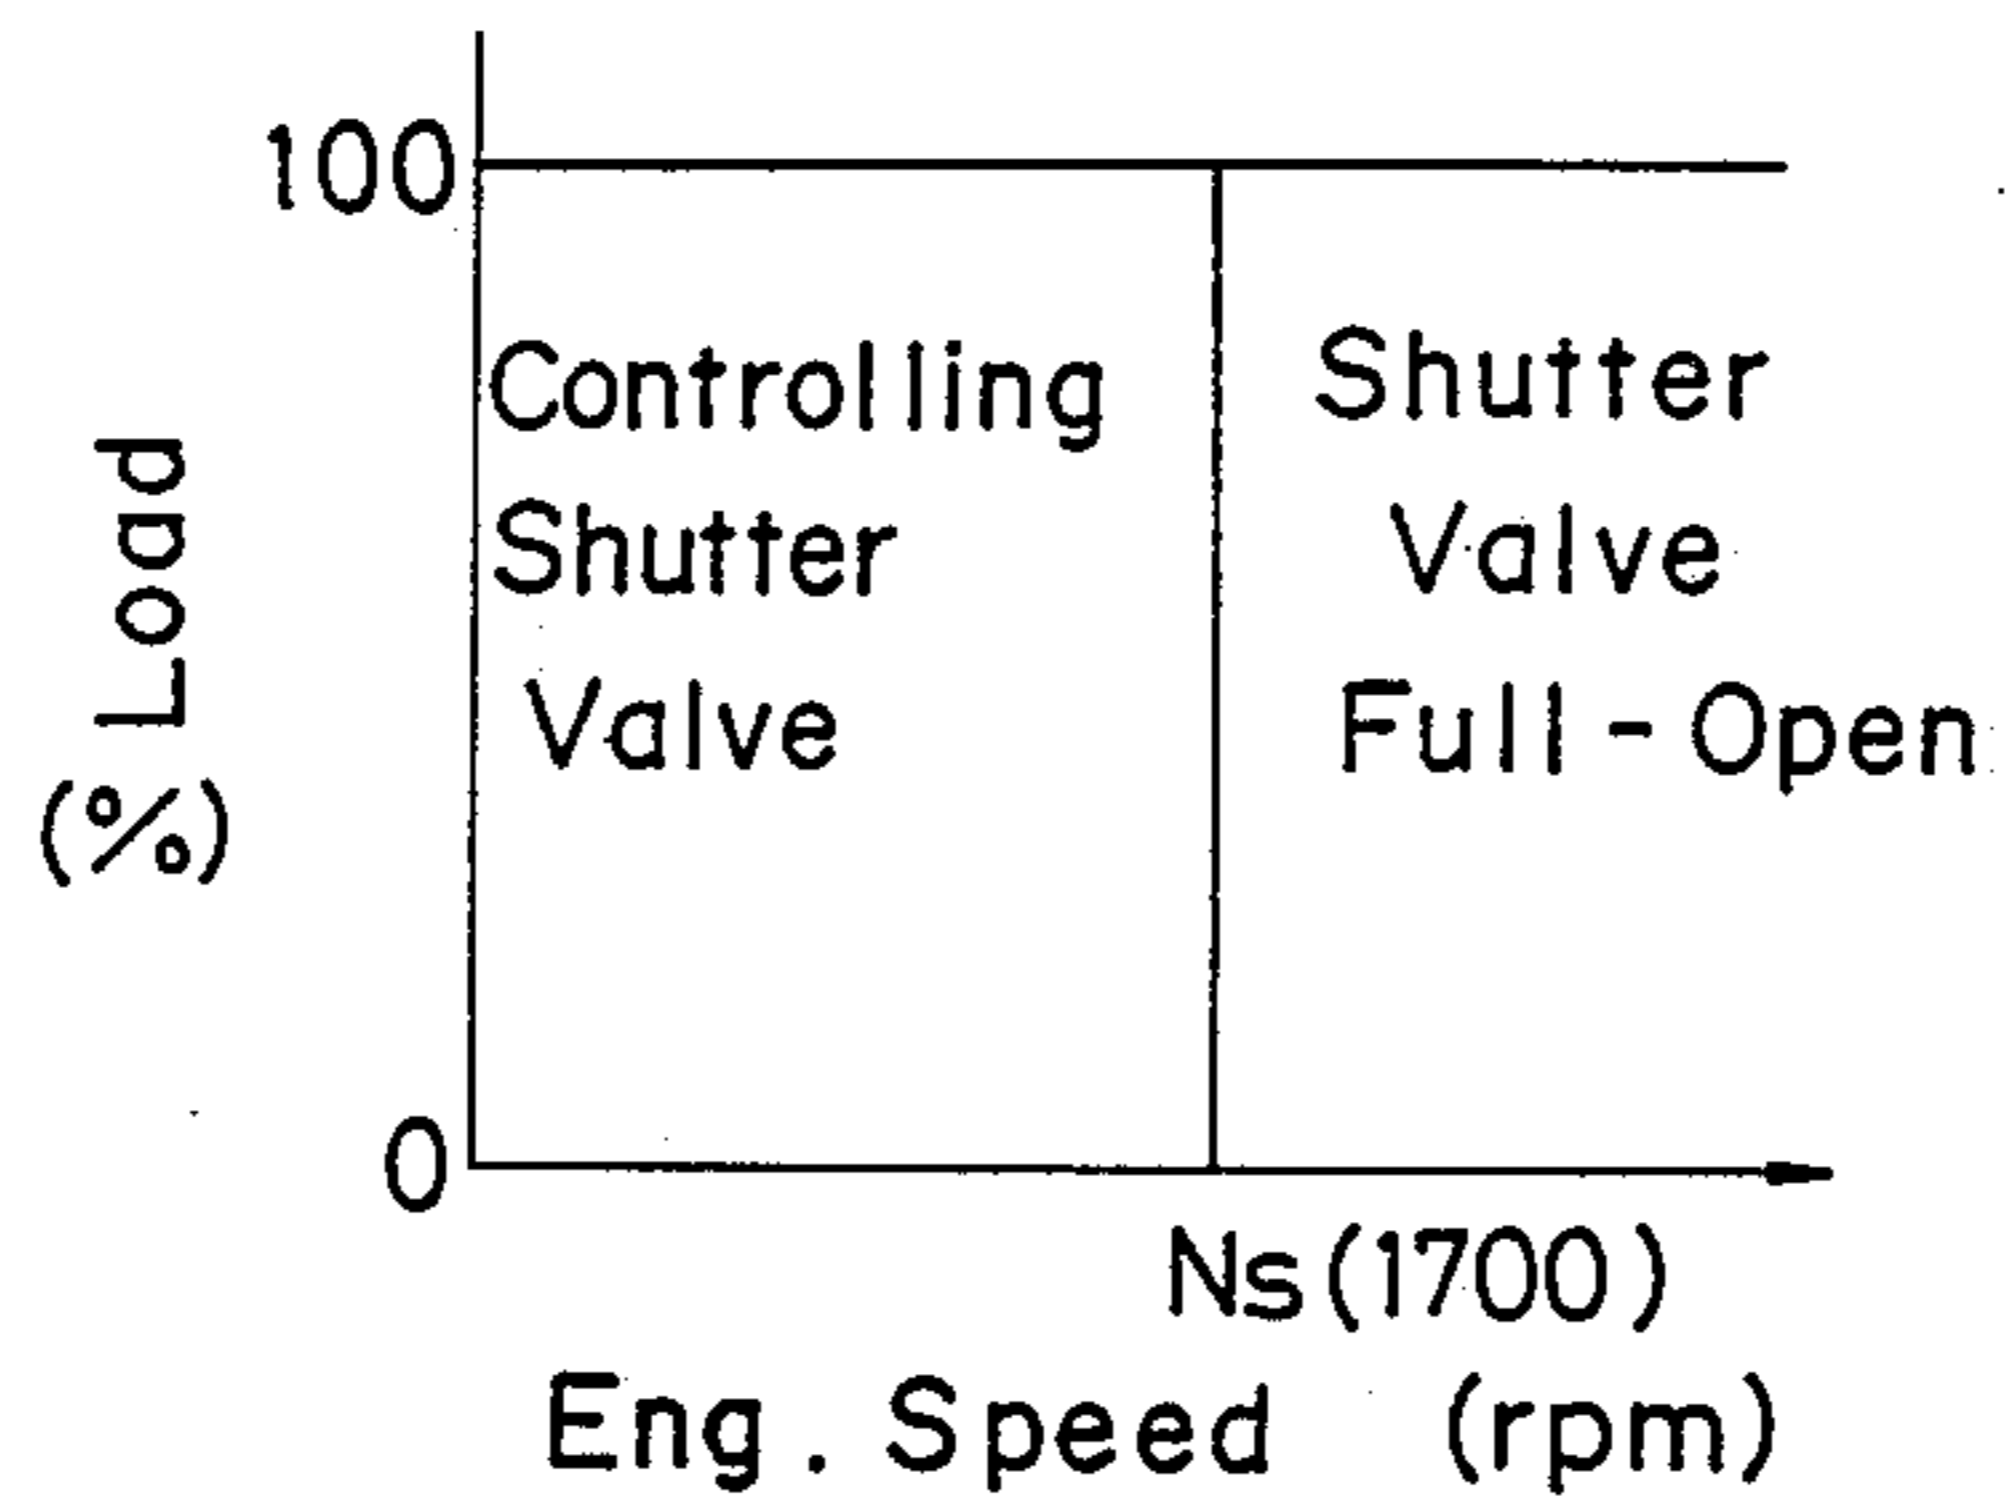 100
Controlling
Shutter
Valve
Shutter
Valve
Full-Open
Load
(%)
0
Ns(1700)
Eng. Speed (rpm)